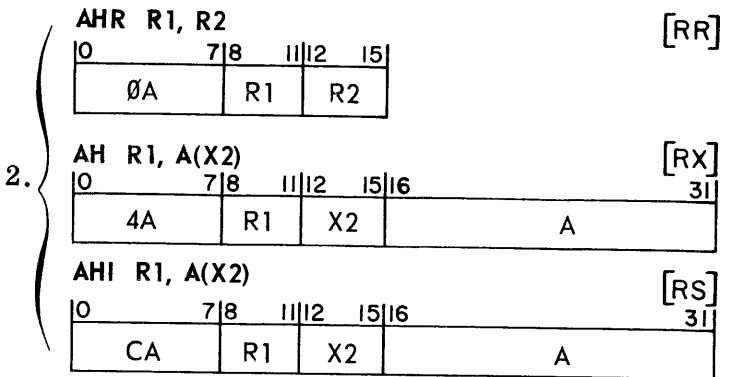 AHR R1, R2 [RR]
0 7 8 11 12 15
ØA R1 R2
2.
AH R1, A(X2) [RX]
0 7 8 11 12 15 16 31
4A R1 X2 A
AHI R1, A(X2) [RS]
0 7 8 11 12 15 16 31
CA R1 X2 A